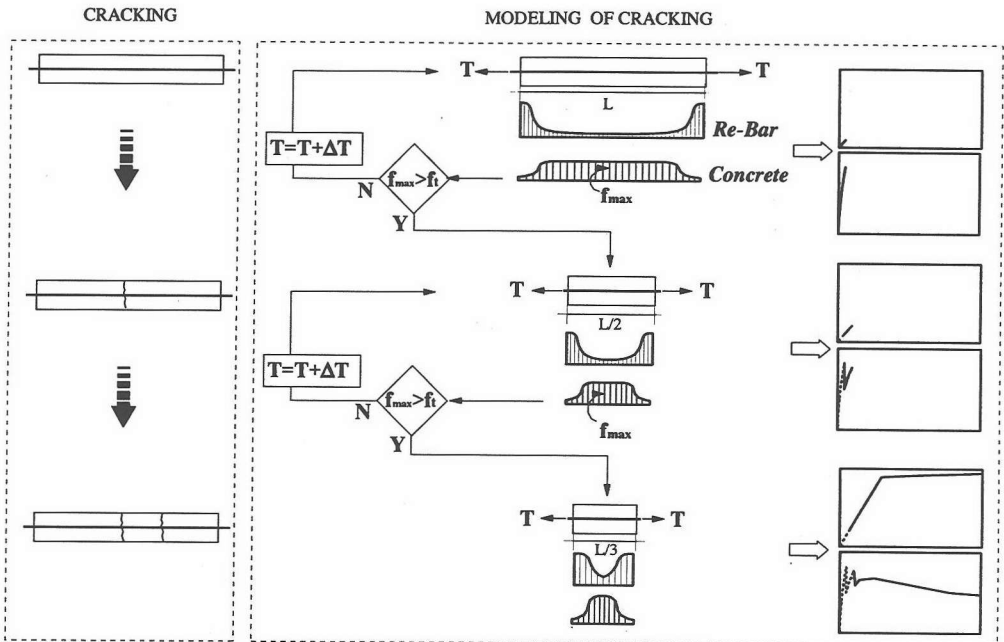 CRACKING
MODELING OF CRACKING
T
T
L
Re-Bar
T=T+ΔT
N
fmax>ft
Concrete
fmax
Y
T
T
L/2
T=T+ΔT
N
fmax>ft
fmax
Y
T
T
L/3